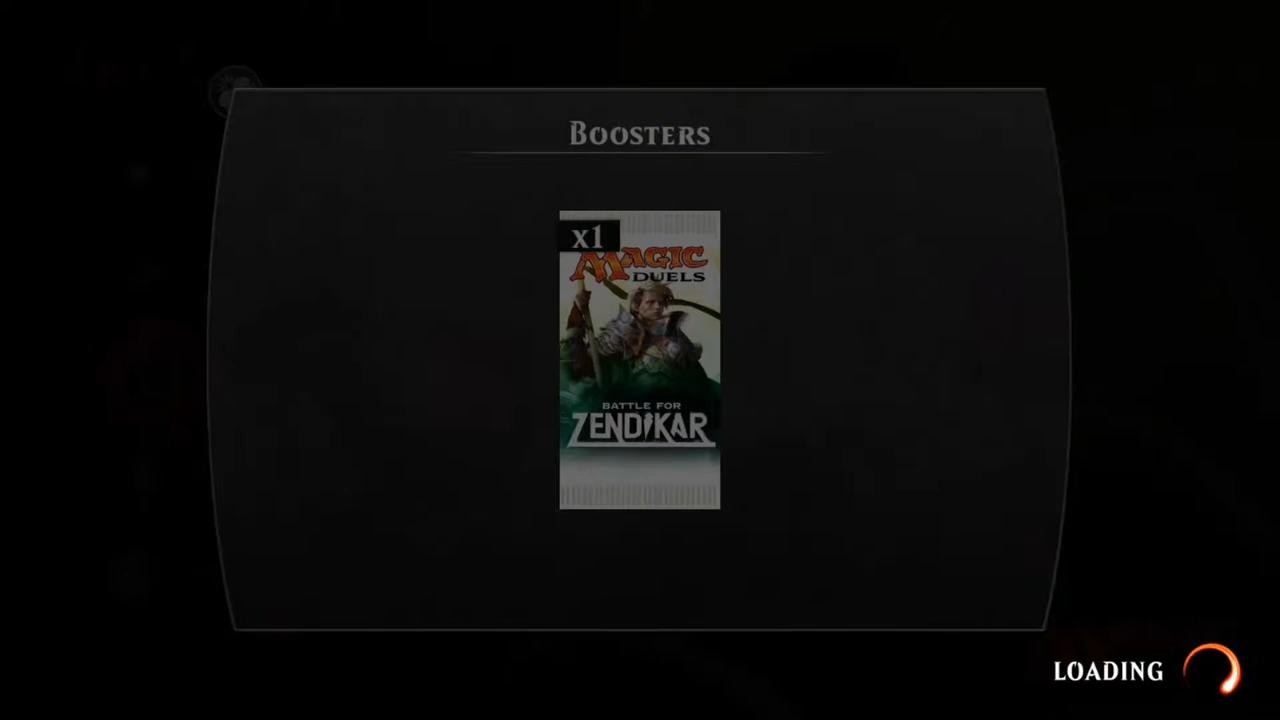 Boosters
x1
MAGIC
DUELS
BATTLE FOR
ZENDIKAR
LOADING